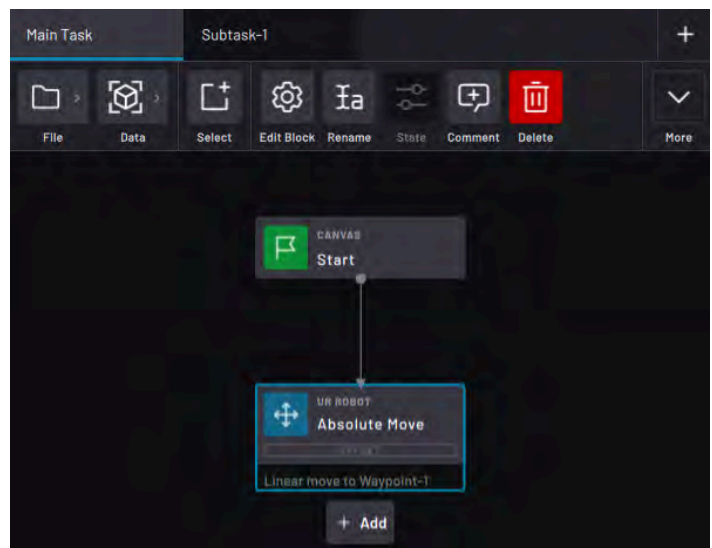 Main Task Subtask-1 +
File Data Select Edit Block Rename State Comment Delete More
CANVAS
Start
UR ROBOT
Absolute Move
Linear move to Waypoint-1
+ Add